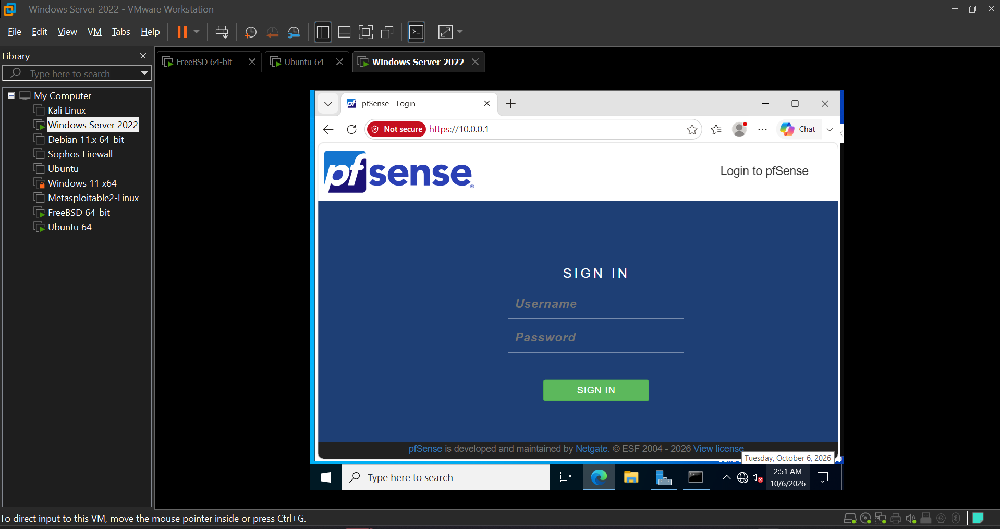 Windows Server 2022 - VMware Workstation
File Edit View VM Tabs Help
Library
Type here to search
My Computer
Kali Linux
Windows Server 2022
Debian 11.x 64-bit
Sophos Firewall
Ubuntu
Windows 11 x64
Metasploitable2-Linux
FreeBSD 64-bit
Ubuntu 64
FreeBSD 64-bit
Ubuntu 64
Windows Server 2022
pf
pfSense - Login
Not secure https://10.0.0.1
Chat
pfsense®
Login to pfSense
SIGN IN
Username
Password
SIGN IN
pfSense is developed and maintained by Netgate. © ESF 2004 - 2026 View license.
Tuesday, October 6, 2026
Type here to search
2:51 AM
10/6/2026
To direct input to this VM, move the mouse pointer inside or press Ctrl+G.